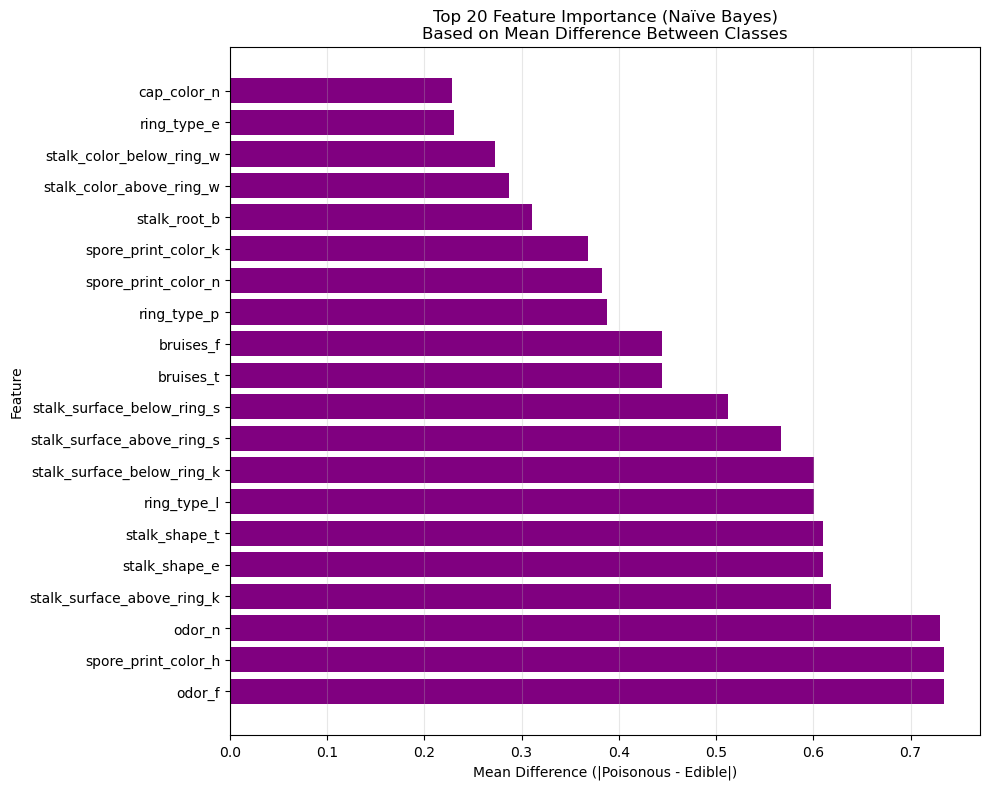 Top 20 Feature Importance (Naïve Bayes)
Based on Mean Difference Between Classes
Feature
cap_color_n
ring_type_e
stalk_color_below_ring_w
stalk_color_above_ring_w
stalk_root_b
spore_print_color_k
spore_print_color_n
ring_type_p
bruises_f
bruises_t
stalk_surface_below_ring_s
stalk_surface_above_ring_s
stalk_surface_below_ring_k
ring_type_l
stalk_shape_t
stalk_shape_e
stalk_surface_above_ring_k
odor_n
spore_print_color_h
odor_f
0.0 0.1 0.2 0.3 0.4 0.5 0.6 0.7
Mean Difference (|Poisonous - Edible|)